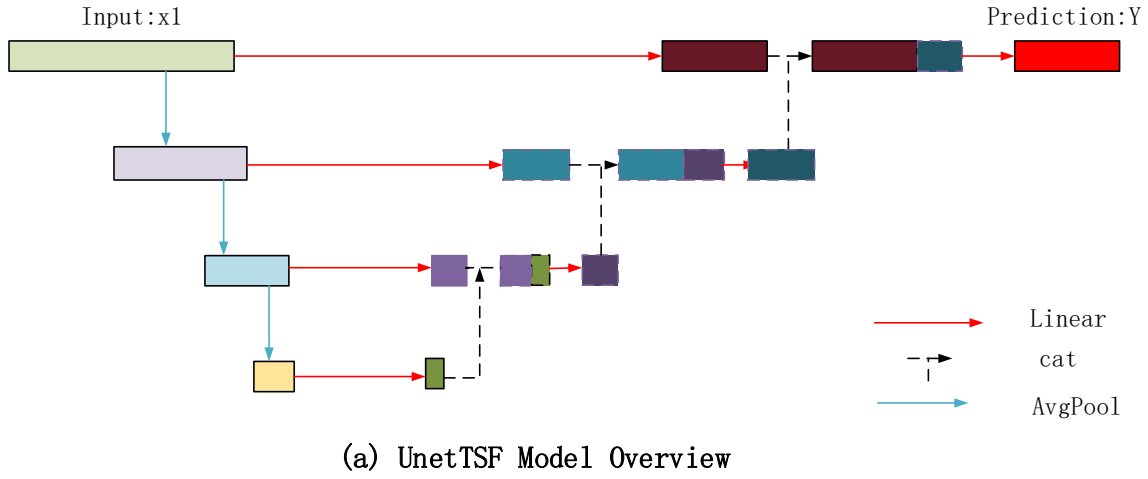 Input:x1
Prediction:Y
Linear
cat
AvgPool
(a) UnetTSF Model Overview